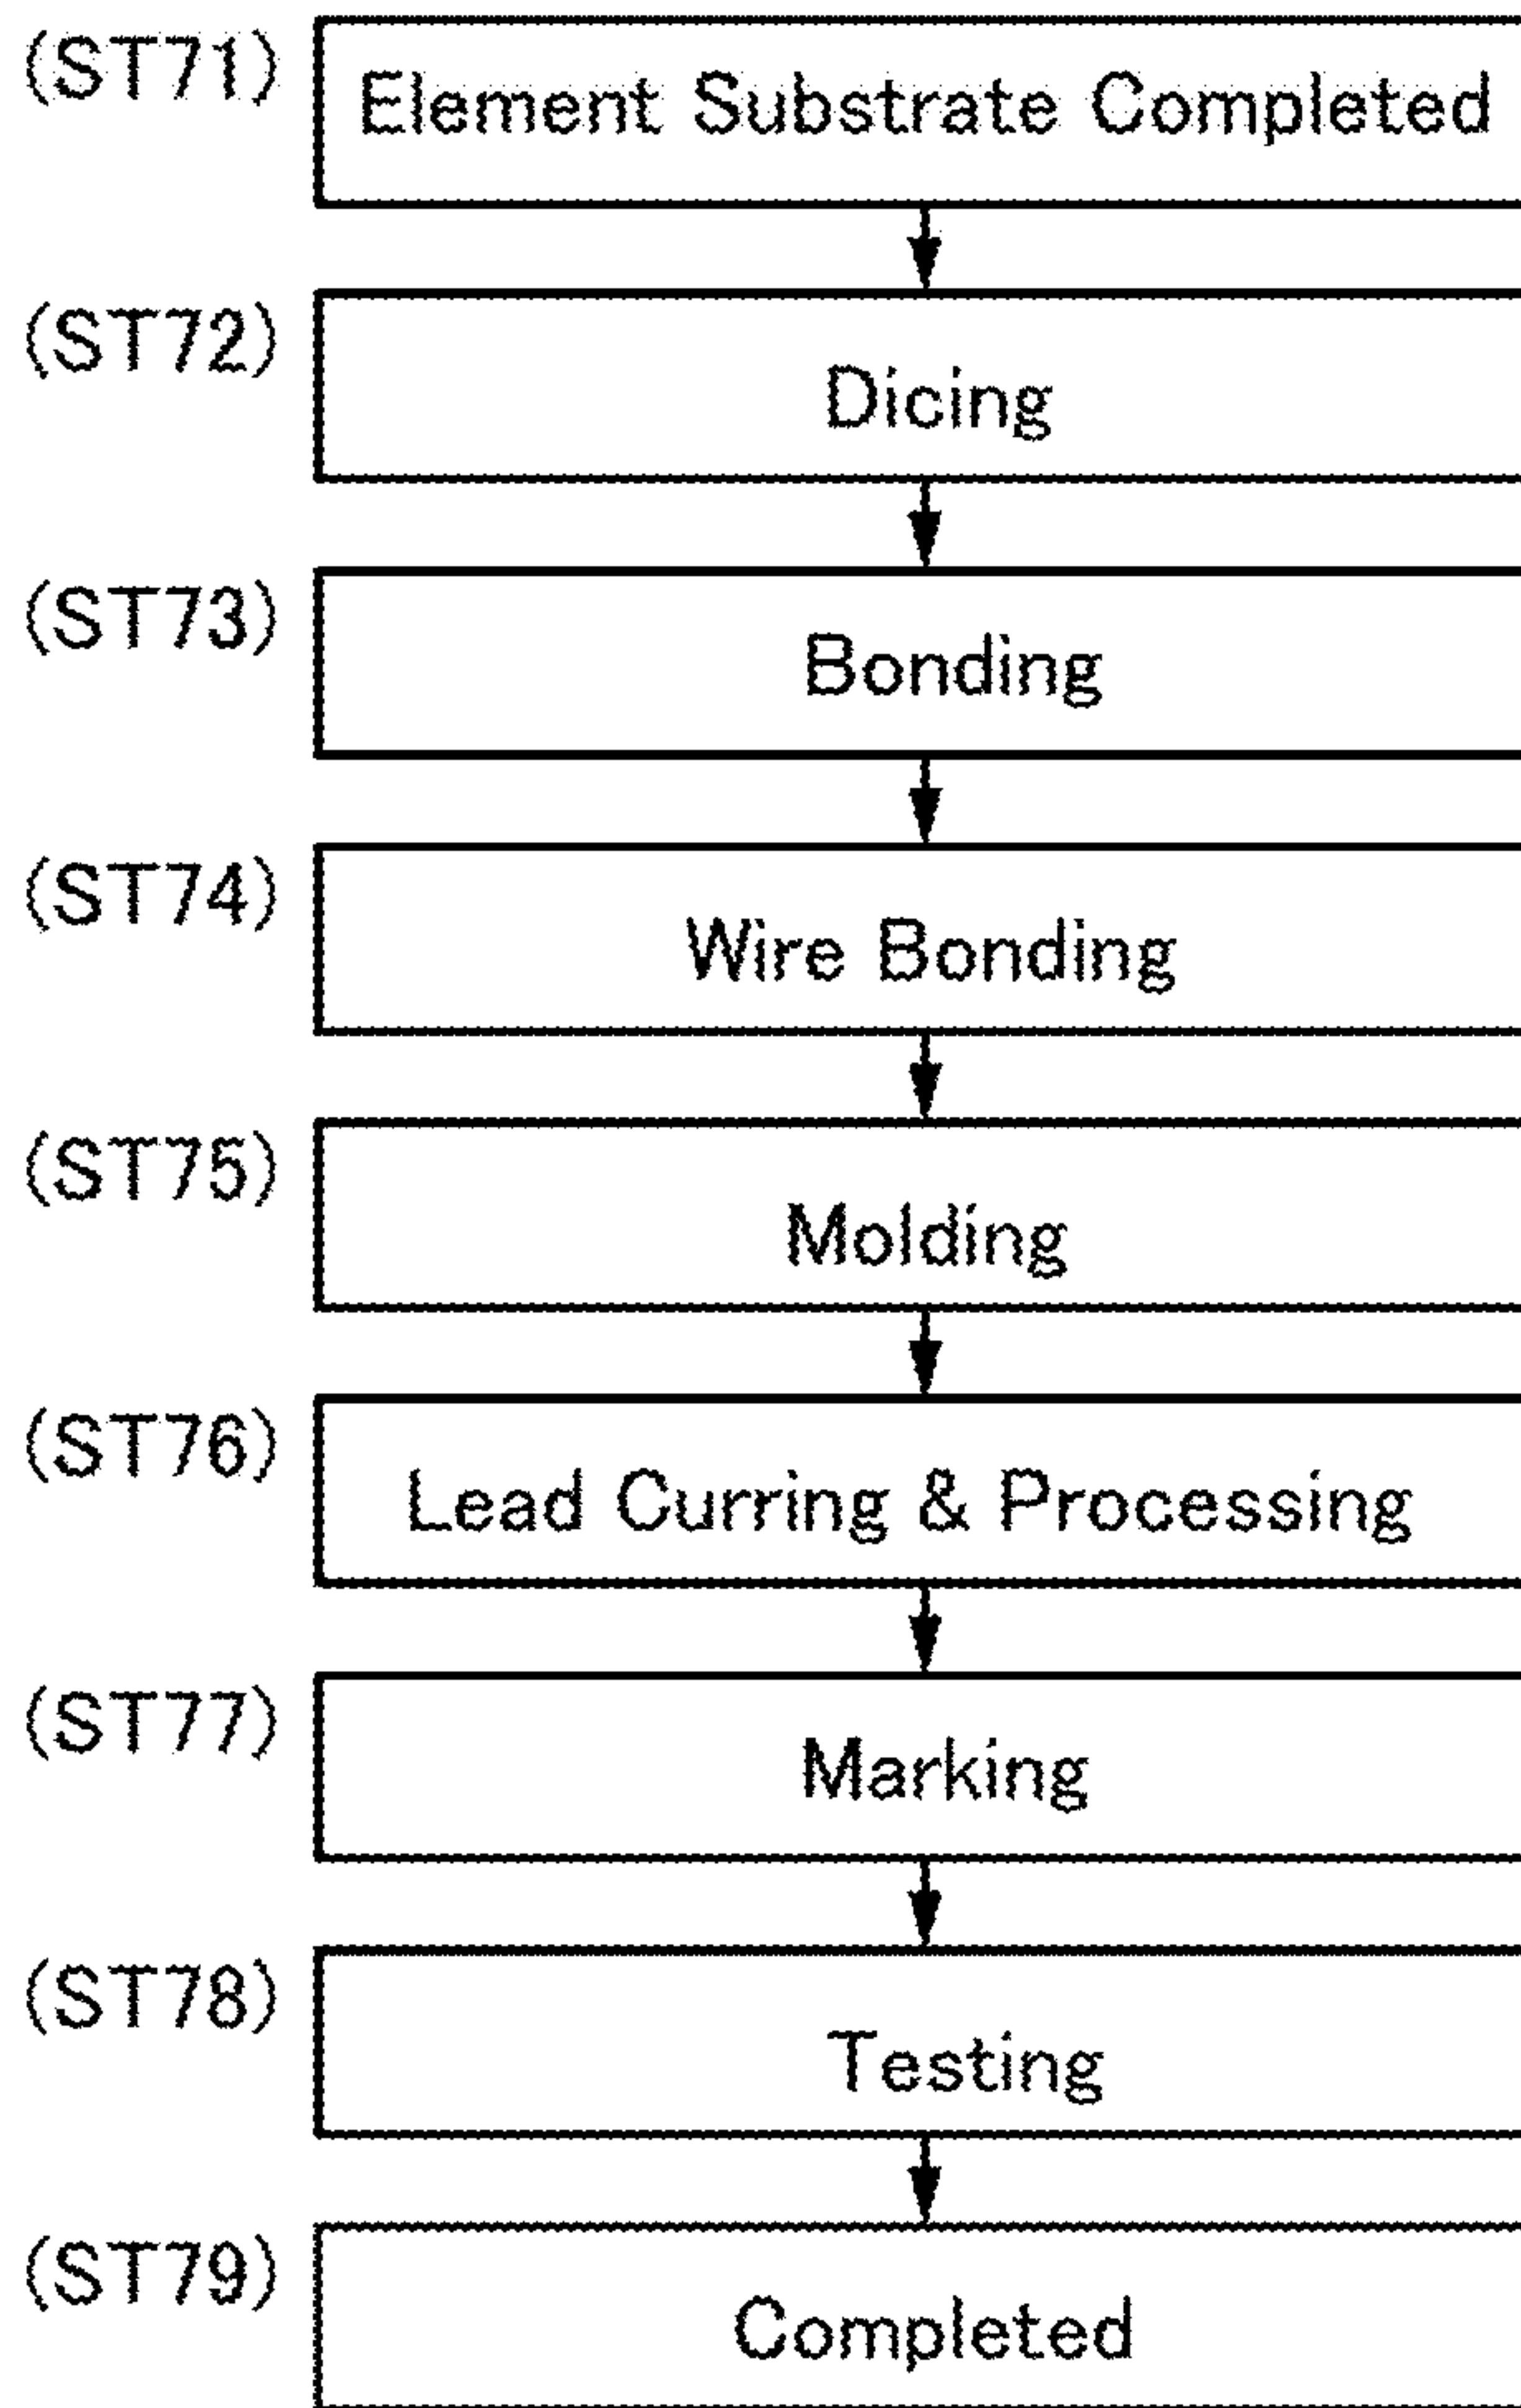 (ST71) Element Substrate Completed
(ST72) Dicing
(ST73) Bonding
(ST74) Wire Bonding
(ST75) Molding
(ST76) Lead Curring & Processing
(ST77) Marking
(ST78) Testing
(ST79) Completed